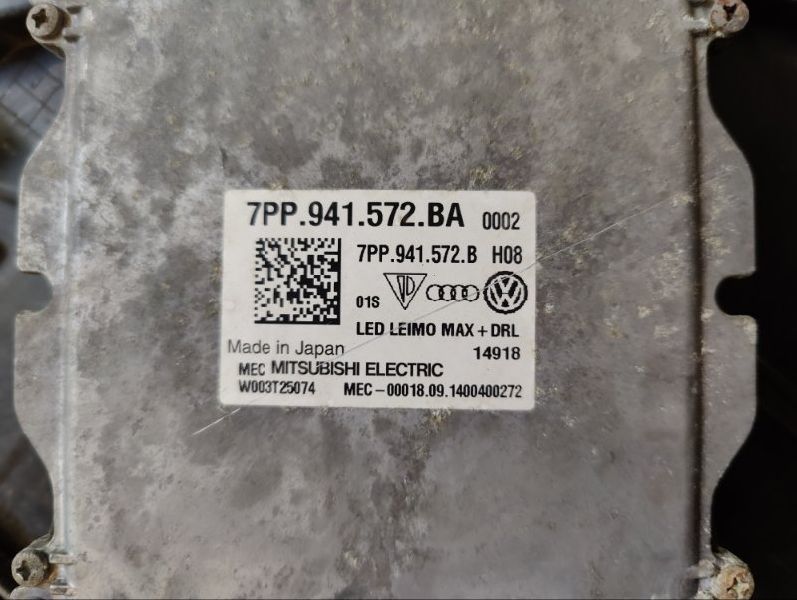 7PP.941.572.BA 0002
7PP.941.572.B H08
01S
LED LEIMO MAX + DRL
Made in Japan 14918
MEC MITSUBISHI ELECTRIC
W003T25074 MEC-00018.09.1400400272